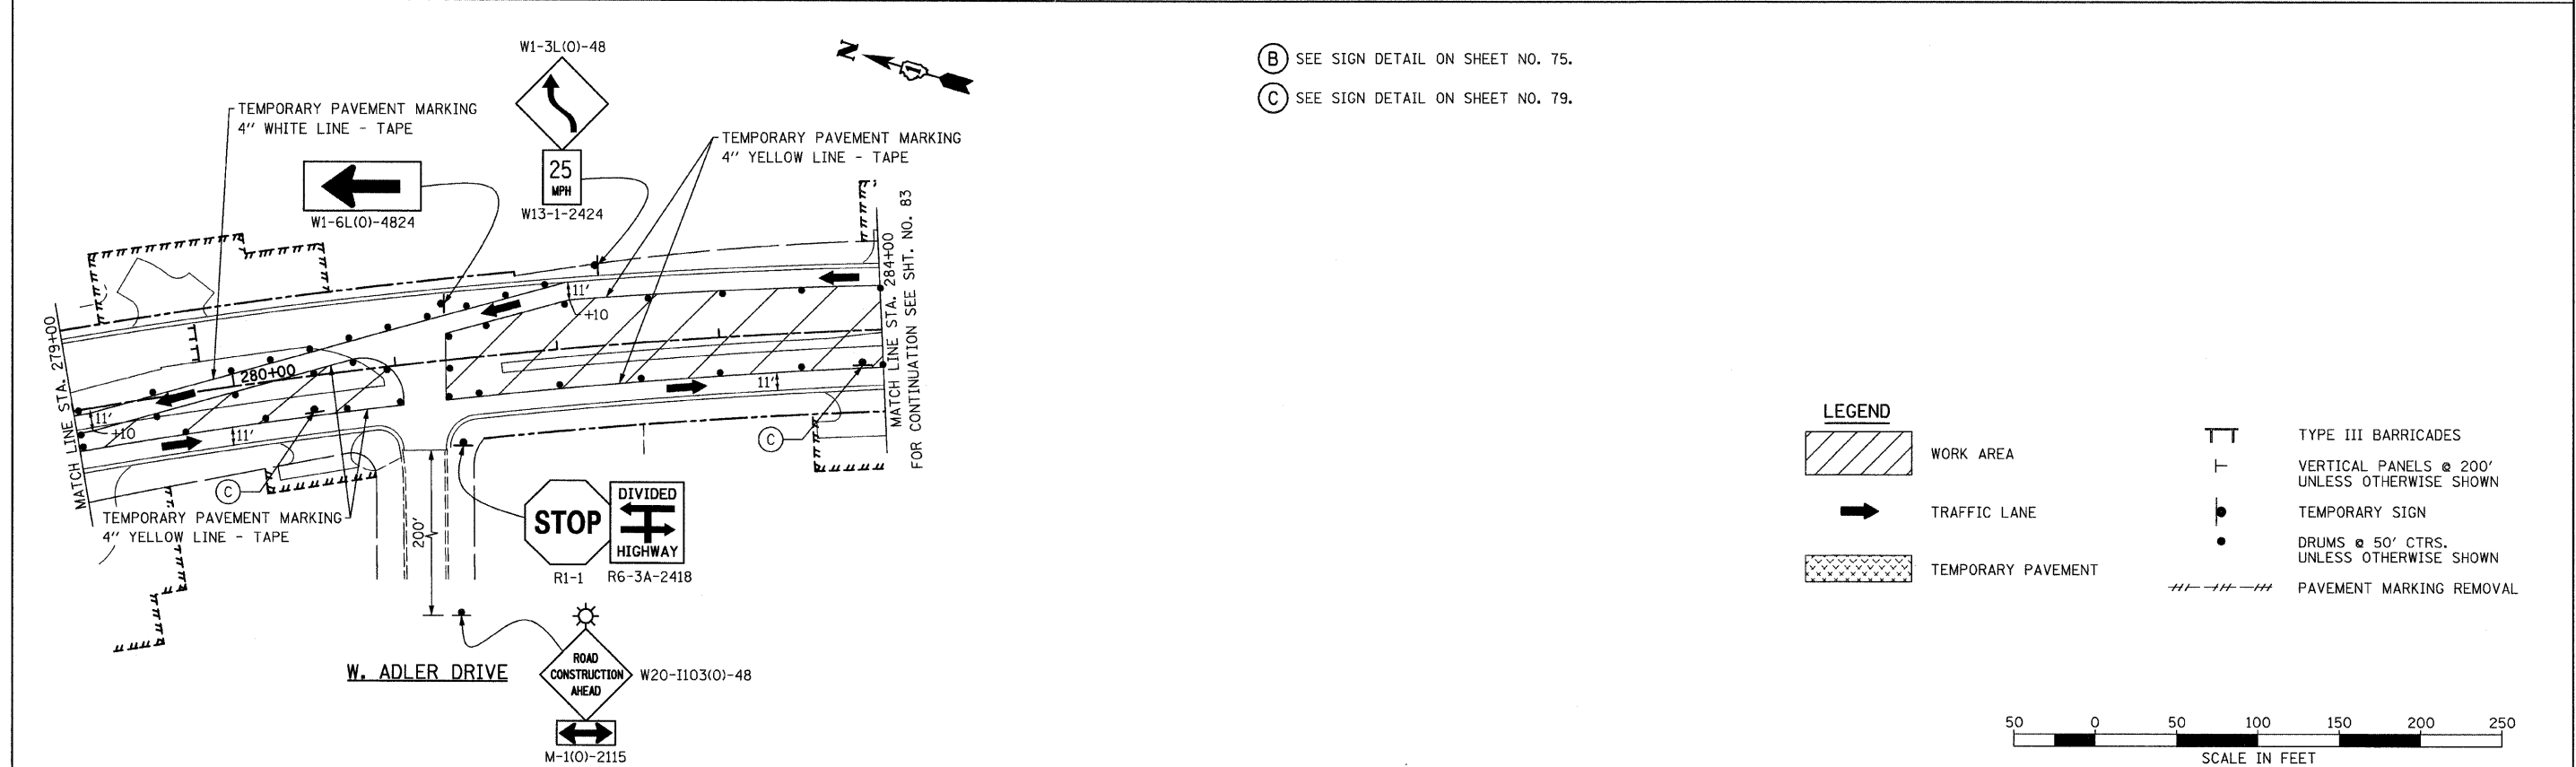 W1-3L(O)-48
N
1
B SEE SIGN DETAIL ON SHEET NO. 75.
C SEE SIGN DETAIL ON SHEET NO. 79.
TEMPORARY PAVEMENT MARKING
4" WHITE LINE - TAPE
TEMPORARY PAVEMENT MARKING
4" YELLOW LINE - TAPE
25
MPH
W13-1-2424
W1-6L(O)-4824
MATCH LINE STA. 284+00
FOR CONTINUATION SEE SHT. NO. 83
MATCH LINE STA. 279+00
11'
+10
280+00
11'
11'
+10
11'
C
C
TEMPORARY PAVEMENT MARKING
4" YELLOW LINE - TAPE
200'
STOP
R1-1
DIVIDED
HIGHWAY
R6-3A-2418
W. ADLER DRIVE
ROAD
CONSTRUCTION
AHEAD
W20-I103(O)-48
M-1(O)-2115
LEGEND
WORK AREA
TRAFFIC LANE
TEMPORARY PAVEMENT
TYPE III BARRICADES
VERTICAL PANELS @ 200'
UNLESS OTHERWISE SHOWN
TEMPORARY SIGN
DRUMS @ 50' CTRS.
UNLESS OTHERWISE SHOWN
PAVEMENT MARKING REMOVAL
50 0 50 100 150 200 250
SCALE IN FEET